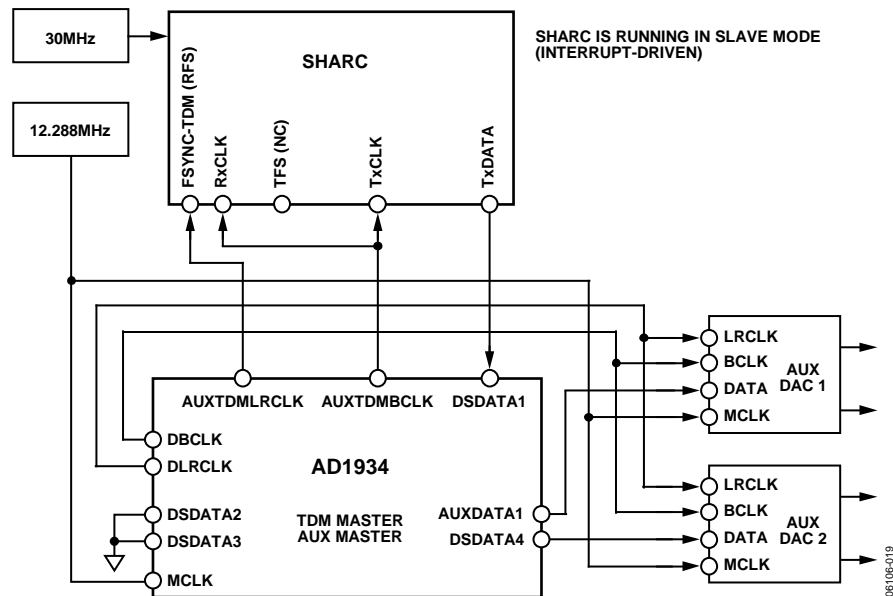 30MHz
12.288MHz
SHARC
SHARC IS RUNNING IN SLAVE MODE
(INTERRUPT-DRIVEN)
FSYNC-TDM (RFS)
RxCLK
TFS (NC)
TxCLK
TxDATA
AUXTDMLRCLK
AUXTDMBCLK
DSDATA1
DBCLK
DLRCLK
DSDATA2
DSDATA3
MCLK
AD1934
TDM MASTER
AUX MASTER
AUXDATA1
DSDATA4
LRCLK
BCLK
DATA
MCLK
AUX
DAC 1
LRCLK
BCLK
DATA
MCLK
AUX
DAC 2
06106-019